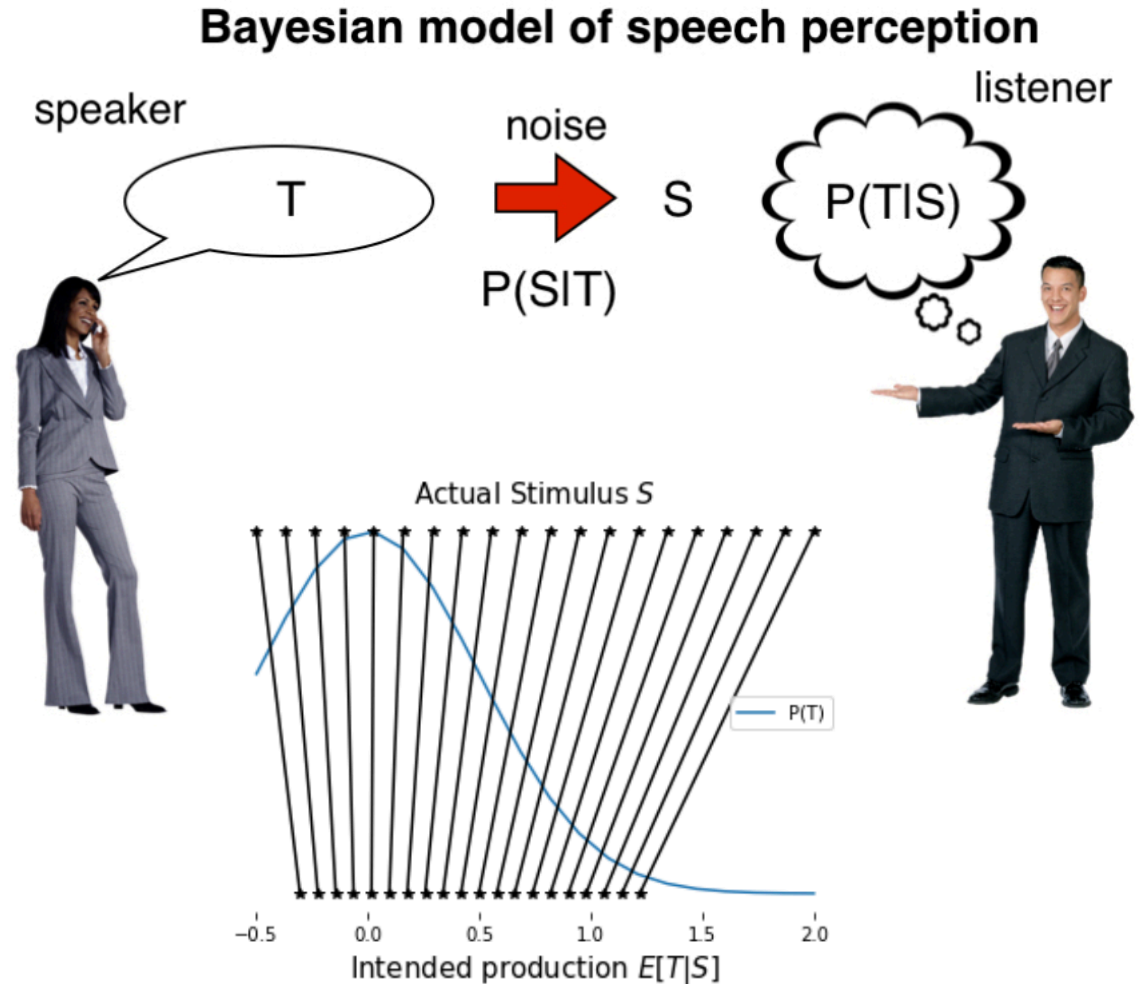 Bayesian model of speech perception
speaker
listener
noise
T
S
P(T|S)
P(S|T)
Actual Stimulus S
P(T)
−0.5 0.0 0.5 1.0 1.5 2.0
Intended production E[T|S]